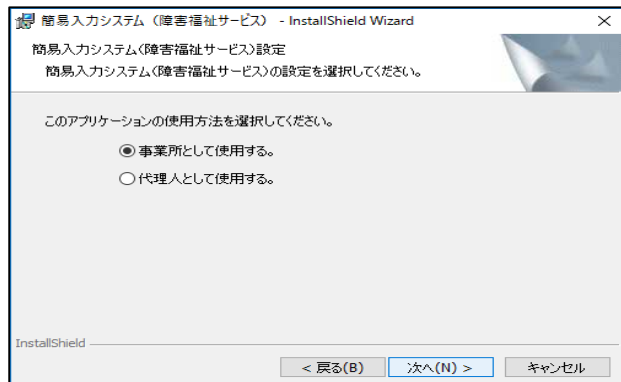 簡易入力システム（障害福祉サービス） - InstallShield Wizard
簡易入力システム(障害福祉サービス)設定
簡易入力システム(障害福祉サービス)の設定を選択してください。
このアプリケーションの使用方法を選択してください。
事業所として使用する。
代理人として使用する。
InstallShield
< 戻る(B) 次へ(N) > キャンセル